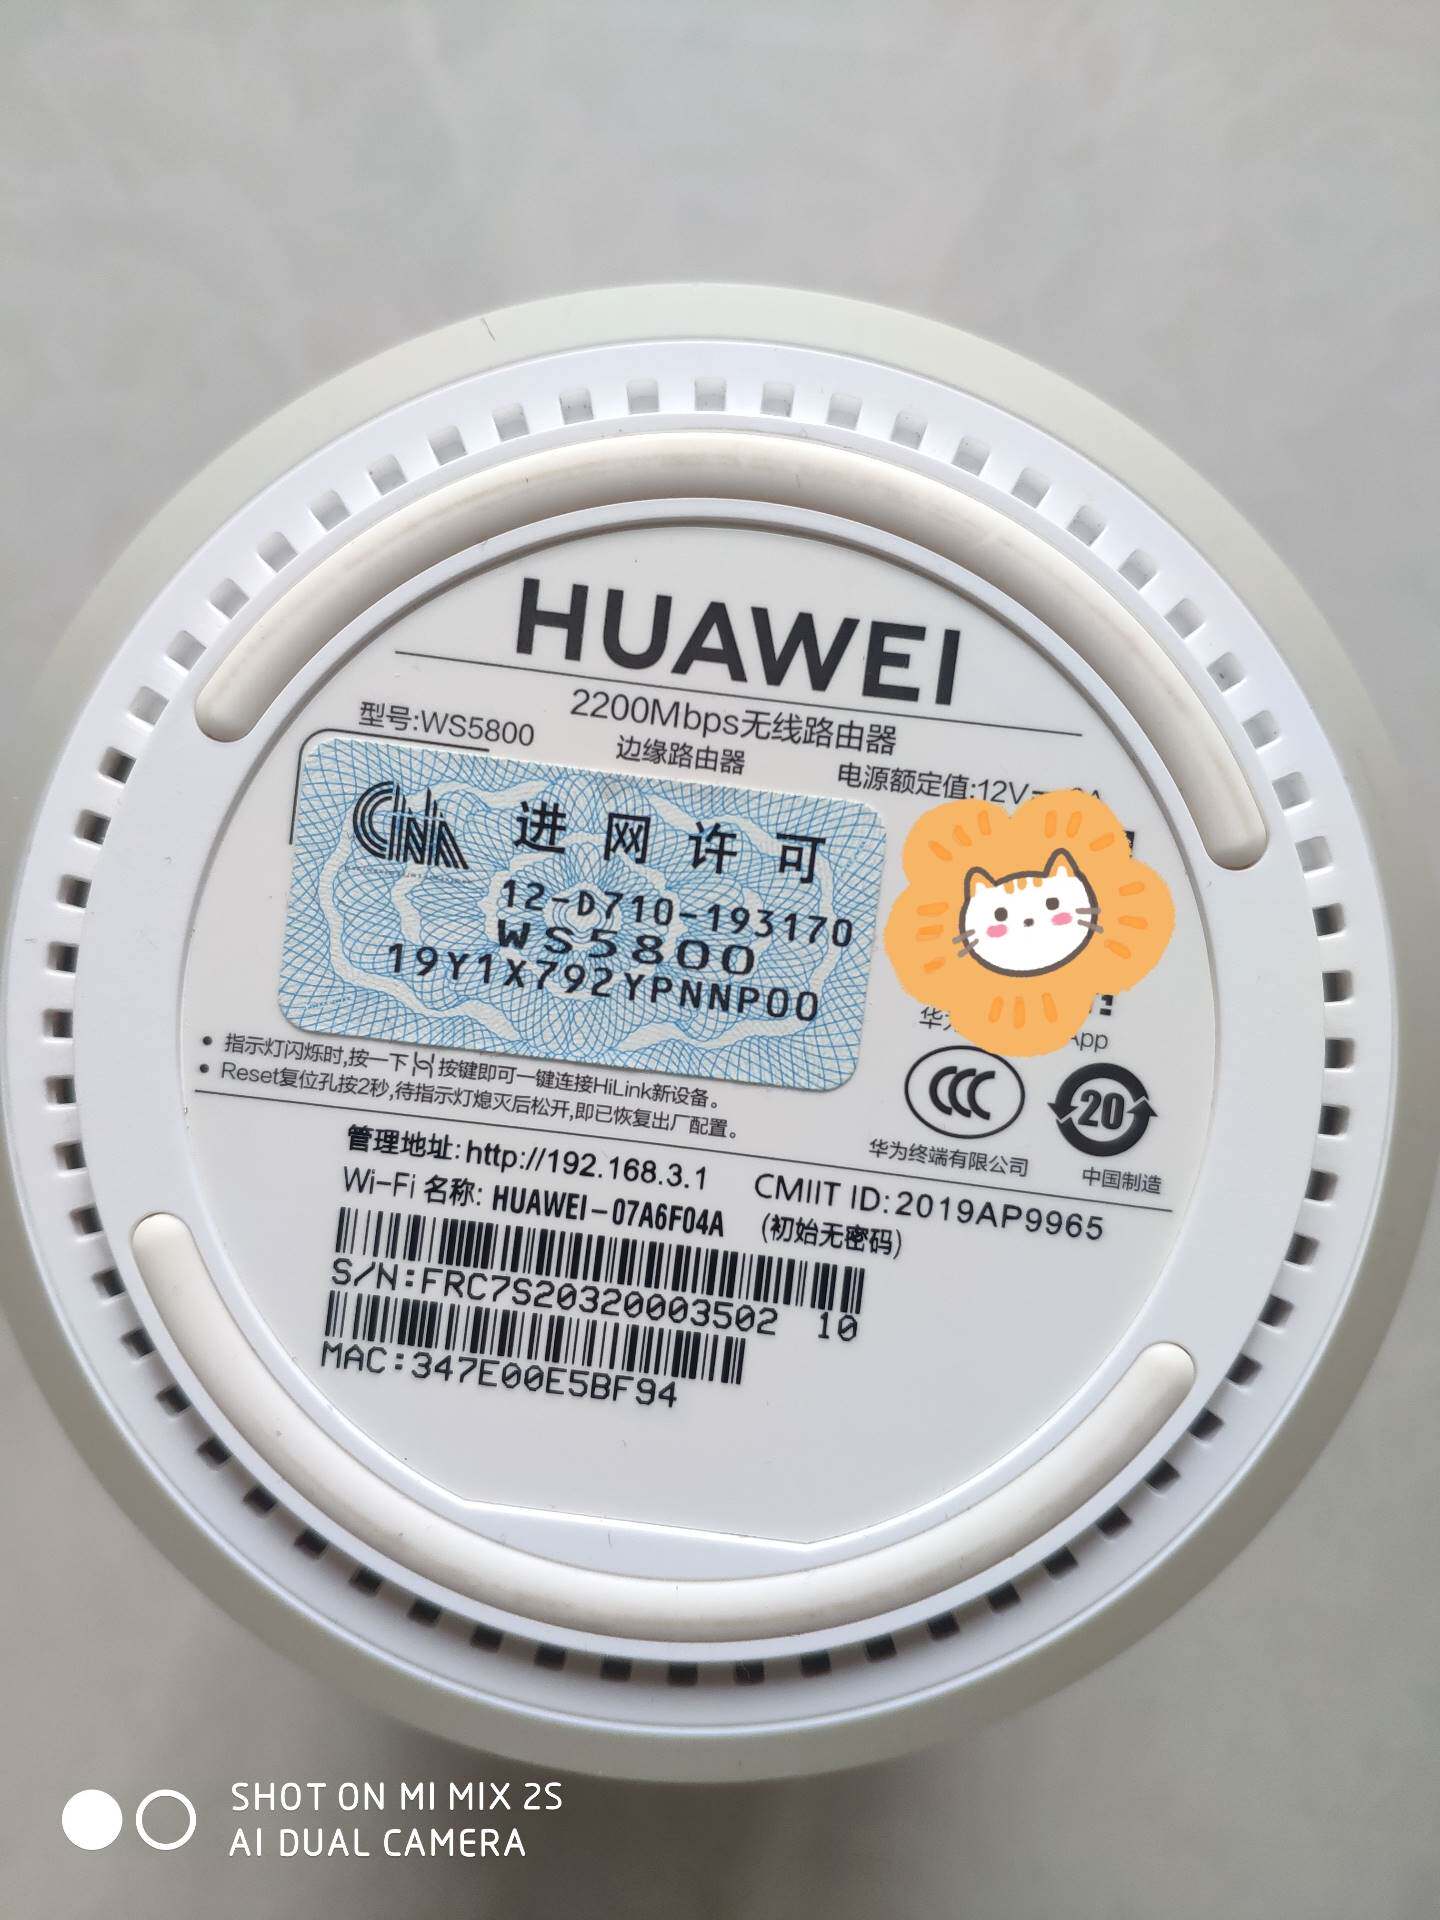 HUAWEI
2200Mbps无线路由器
型号:WS5800
边缘路由器
电源额定值:12V
CNA 进网许可
12-D710-193170
WS5800
19Y1X792YPNNP00
App
• 指示灯闪烁时,按一下 按键即可一键连接HiLink新设备。
• Reset复位孔按2秒,待指示灯熄灭后松开,即已恢复出厂配置。
20
华为终端有限公司
中国制造
管理地址:http://192.168.3.1
CMIIT ID:2019AP9965
Wi-Fi 名称: HUAWEI-07A6F04A
(初始无密码)
S/N:FRC7S20320003502 10
MAC:347E00E5BF94
SHOT ON MI MIX 2S
AI DUAL CAMERA